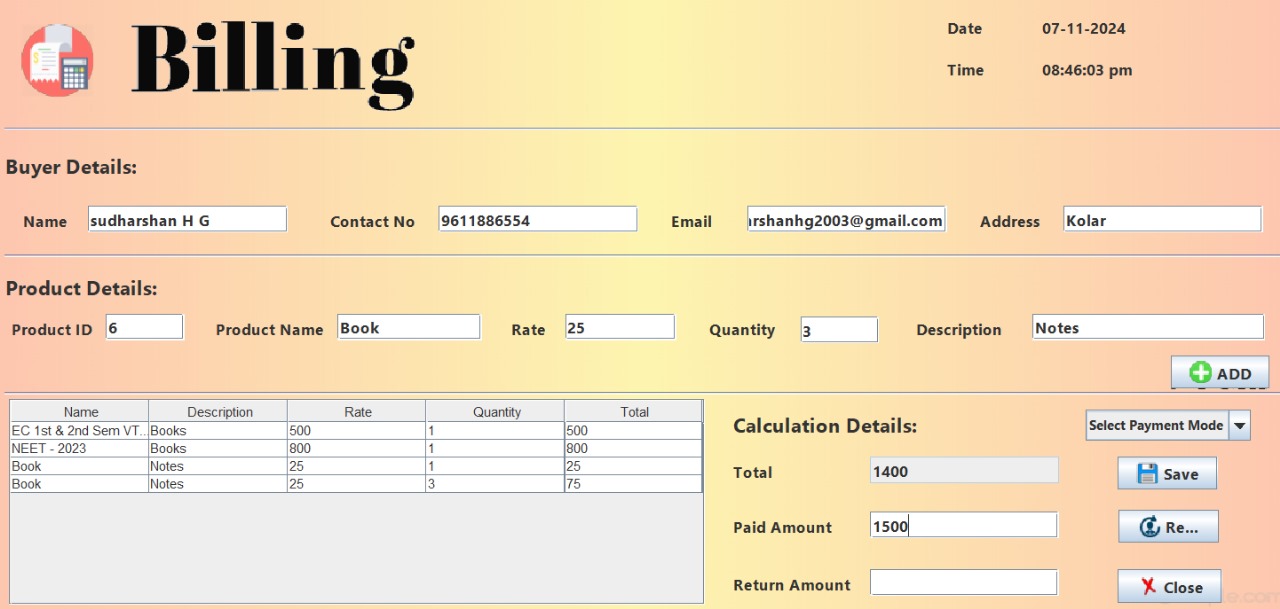 Billing
Date 07-11-2024
Time 08:46:03 pm
Buyer Details:
Name sudharshan H G Contact No 9611886554 Email arshanhg2003@gmail.com Address Kolar
Product Details:
Product ID 6 Product Name Book Rate 25 Quantity 3 Description Notes
ADD
Name Description Rate Quantity Total
EC 1st & 2nd Sem VT... Books 500 1 500
NEET - 2023 Books 800 1 800
Book Notes 25 1 25
Book Notes 25 3 75
Calculation Details: Select Payment Mode
Total 1400 Save
Paid Amount 1500 Re...
Return Amount Close